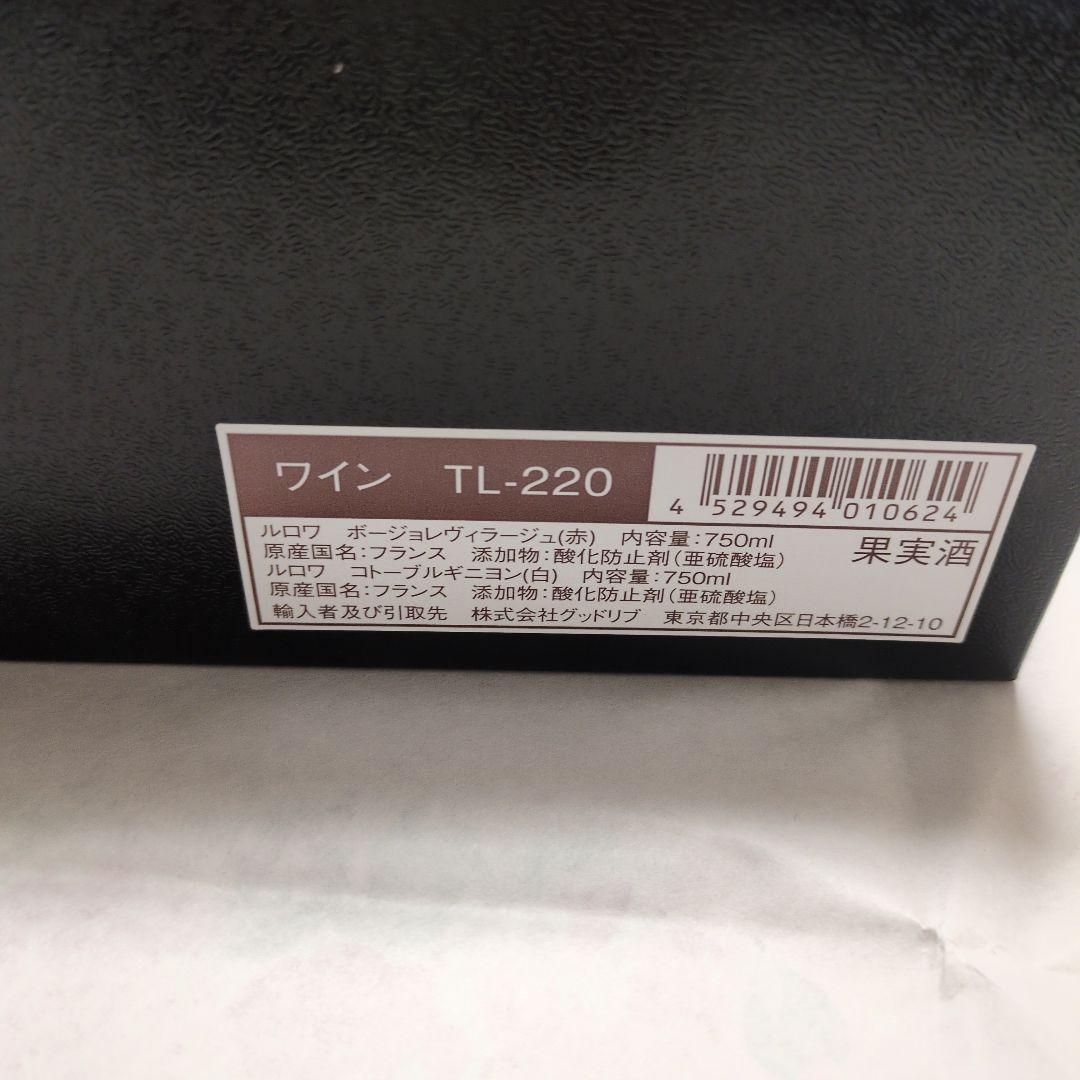 ワイン TL-220
4 529494 010624
ルロワ ボージョレヴィラージュ(赤) 内容量:750ml
原産国名:フランス 添加物:酸化防止剤(亜硫酸塩)
果実酒
ルロワ コトーブルギニヨン(白) 内容量:750ml
原産国名:フランス 添加物:酸化防止剤(亜硫酸塩)
輸入者及び引取先 株式会社グッドリブ 東京都中央区日本橋2-12-10